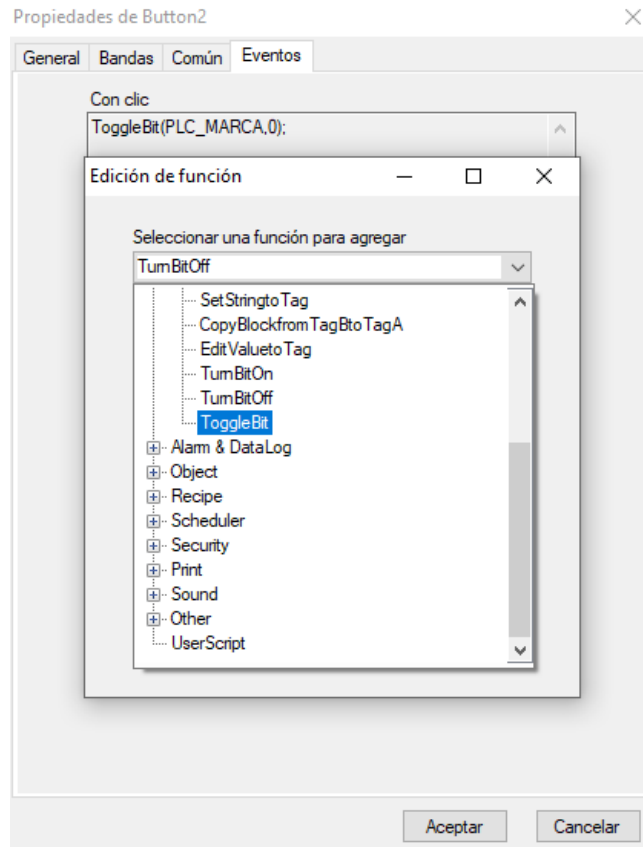 Propiedades de Button2
General Bandas Común Eventos
Con clic
ToggleBit(PLC_MARCA,0);
Edición de función
Seleccionar una función para agregar
TurnBitOff
SetStringtoTag
CopyBlockfromTagBtoTagA
EditValuetoTag
TurnBitOn
TurnBitOff
ToggleBit
Alarm & DataLog
Object
Recipe
Scheduler
Security
Print
Sound
Other
UserScript
Aceptar Cancelar